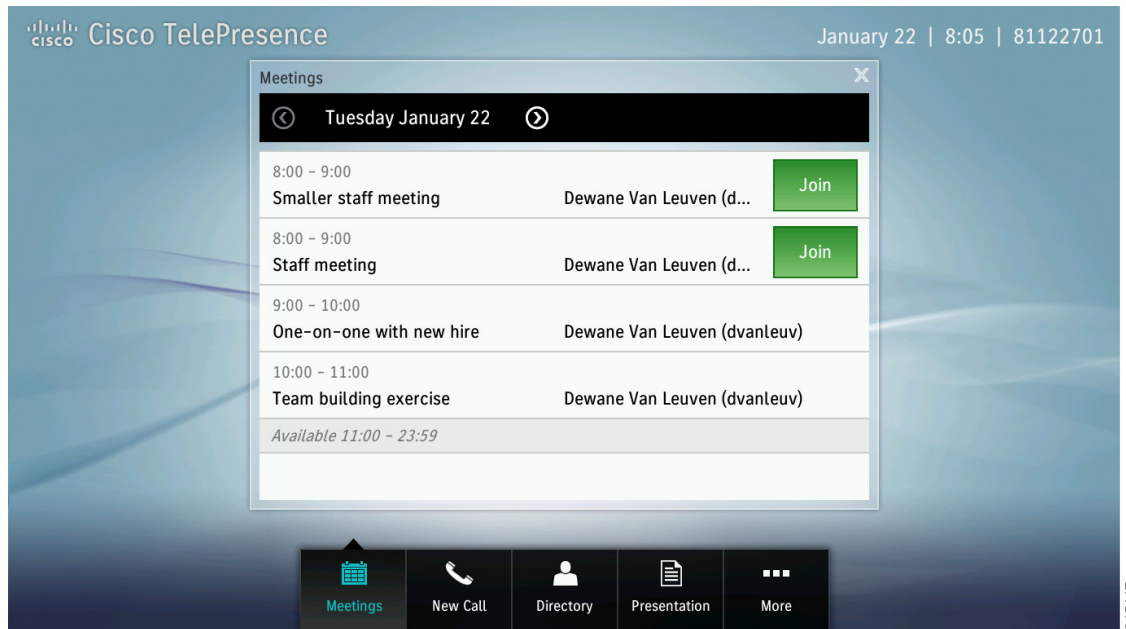 cisco Cisco TelePresence
January 22 | 8:05 | 81122701
Meetings
X
Tuesday January 22
8:00 - 9:00
Smaller staff meeting Dewane Van Leuven (d... Join
8:00 - 9:00
Staff meeting Dewane Van Leuven (d... Join
9:00 - 10:00
One-on-one with new hire Dewane Van Leuven (dvanleuv)
10:00 - 11:00
Team building exercise Dewane Van Leuven (dvanleuv)
Available 11:00 - 23:59
Meetings New Call Directory Presentation More